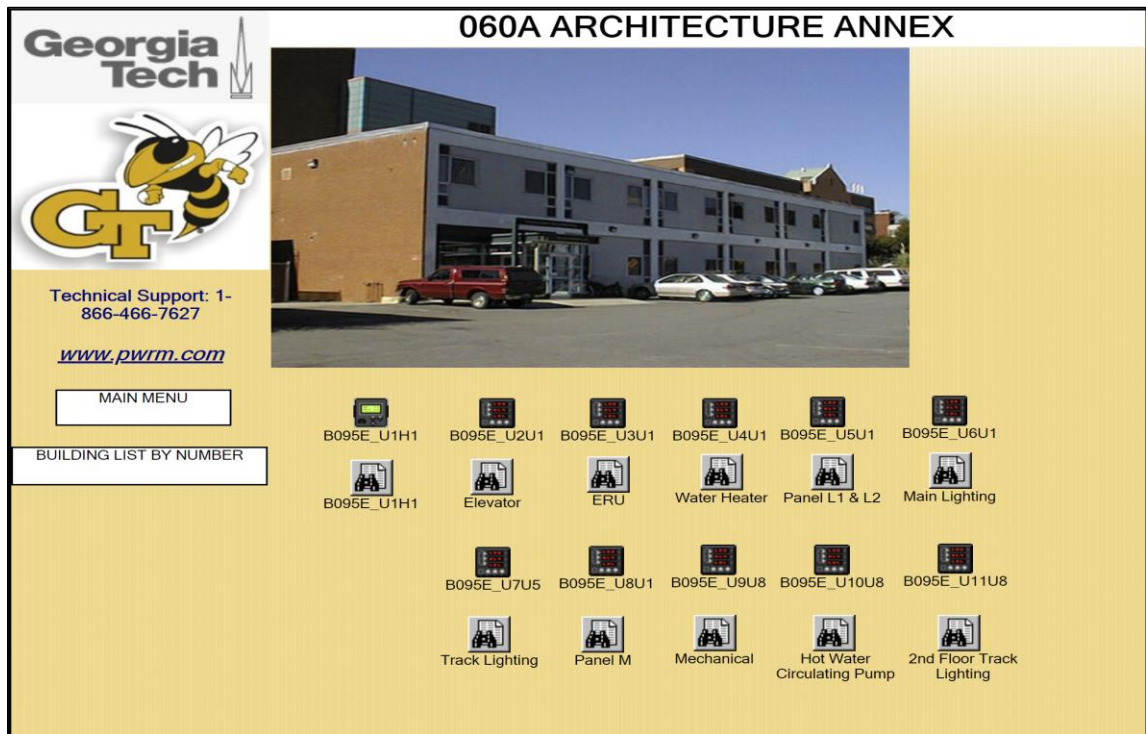 060A ARCHITECTURE ANNEX
Georgia
Tech
GT
Technical Support: 1-
866-466-7627
www.pwrm.com
MAIN MENU
BUILDING LIST BY NUMBER
B095E_U1H1 B095E_U2U1 B095E_U3U1 B095E_U4U1 B095E_U5U1 B095E_U6U1
B095E_U1H1 Elevator ERU Water Heater Panel L1 & L2 Main Lighting
B095E_U7U5 B095E_U8U1 B095E_U9U8 B095E_U10U8 B095E_U11U8
Track Lighting Panel M Mechanical Hot Water 2nd Floor Track
Circulating Pump Lighting